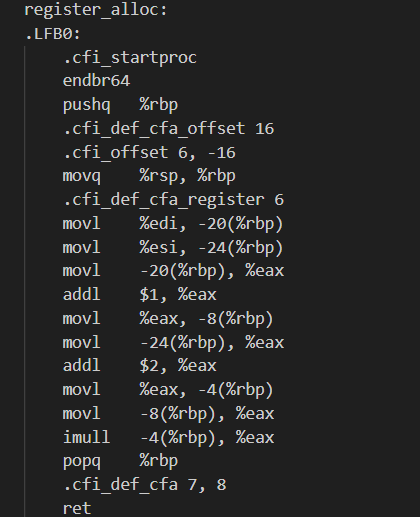 register_alloc:
.LFB0:
.cfi_startproc
endbr64
pushq %rbp
.cfi_def_cfa_offset 16
.cfi_offset 6, -16
movq %rsp, %rbp
.cfi_def_cfa_register 6
movl %edi, -20(%rbp)
movl %esi, -24(%rbp)
movl -20(%rbp), %eax
addl $1, %eax
movl %eax, -8(%rbp)
movl -24(%rbp), %eax
addl $2, %eax
movl %eax, -4(%rbp)
movl -8(%rbp), %eax
imull -4(%rbp), %eax
popq %rbp
.cfi_def_cfa 7, 8
ret